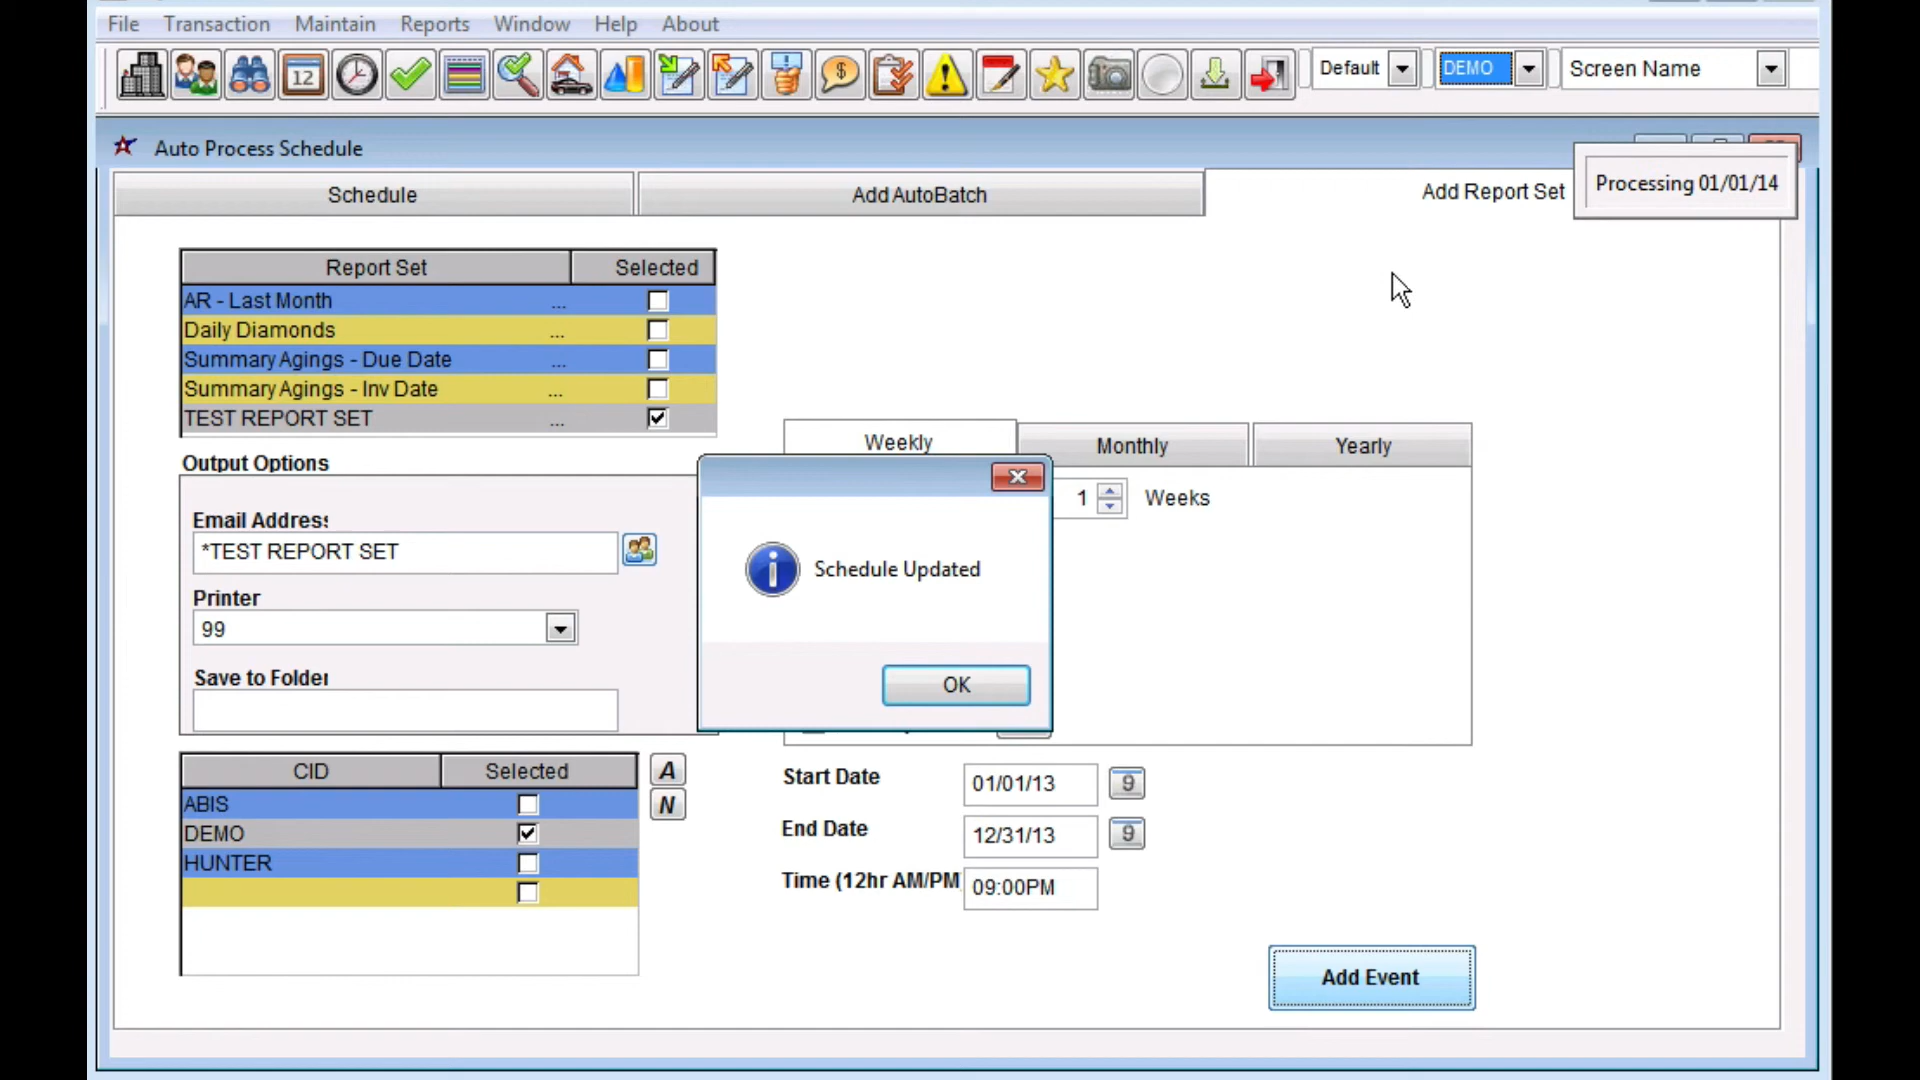 File Transaction Maintain Reports Window Help About
12 $ Default DEMO Screen Name
Auto Process Schedule
Processing 01/01/14
Schedule Add AutoBatch Add Report Set
Report Set Selected
AR - Last Month ...
Daily Diamonds ...
Summary Agings - Due Date ...
Summary Agings - Inv Date ...
TEST REPORT SET ...
Output Options
Email Address
*TEST REPORT SET
Printer
99
Save to Folder
CID Selected
ABIS
DEMO
HUNTER
A
N
Weekly Monthly Yearly
1 Weeks
Schedule Updated
OK
Start Date 01/01/13 9
End Date 12/31/13 9
Time (12hr AM/PM 09:00PM
Add Event